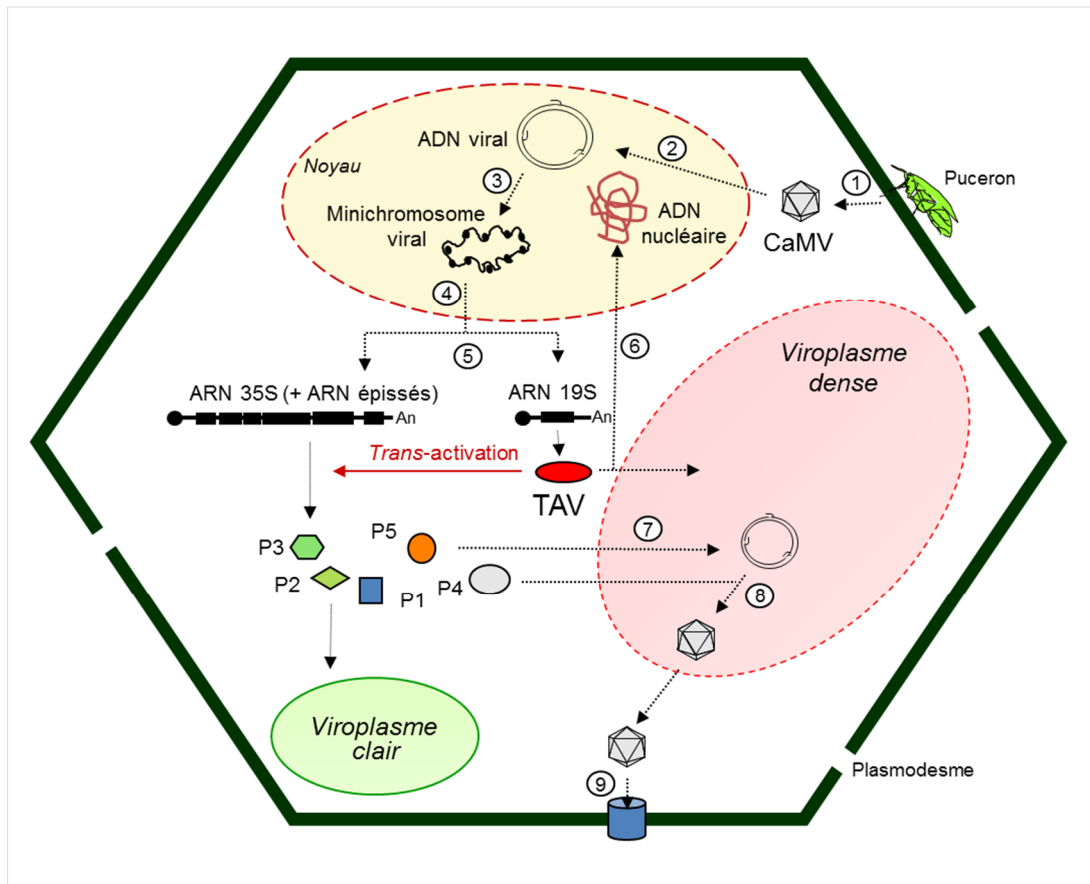 ADN viral
Noyau
2
1
Puceron
3
Minichromosome
viral
ADN
nucléaire
CaMV
4
5
6
Viroplasme
dense
ARN 35S (+ ARN épissés)
An
ARN 19S
An
Trans-activation
TAV
7
P3
P5
P2
P1
P4
8
Viroplasme
clair
9
Plasmodesme